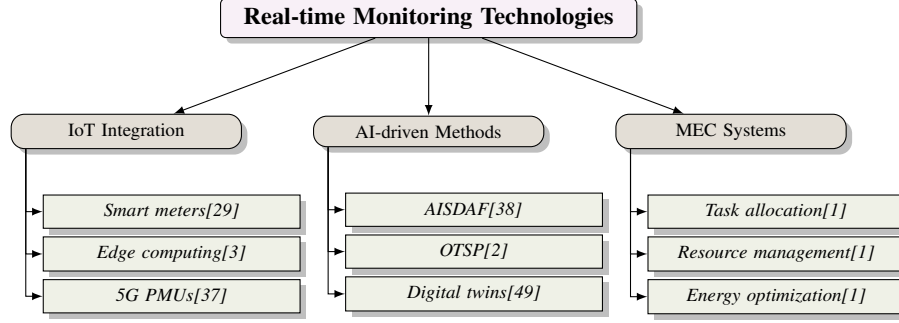 Real-time Monitoring Technologies
IoT Integration
Smart meters[29]
Edge computing[3]
5G PMUs[37]
AI-driven Methods
AISDAF[38]
OTSP[2]
Digital twins[49]
MEC Systems
Task allocation[1]
Resource management[1]
Energy optimization[1]